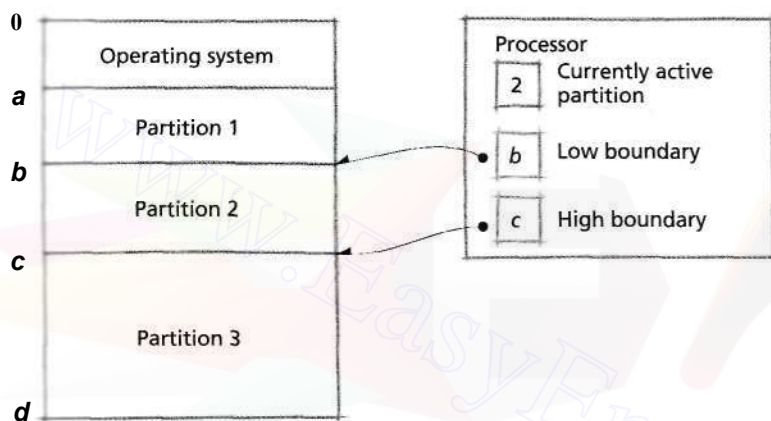 0
Operating system
a
Partition 1
b
Partition 2
c
Partition 3
d
Processor
2
Currently active
partition
b
Low boundary
c
High boundary